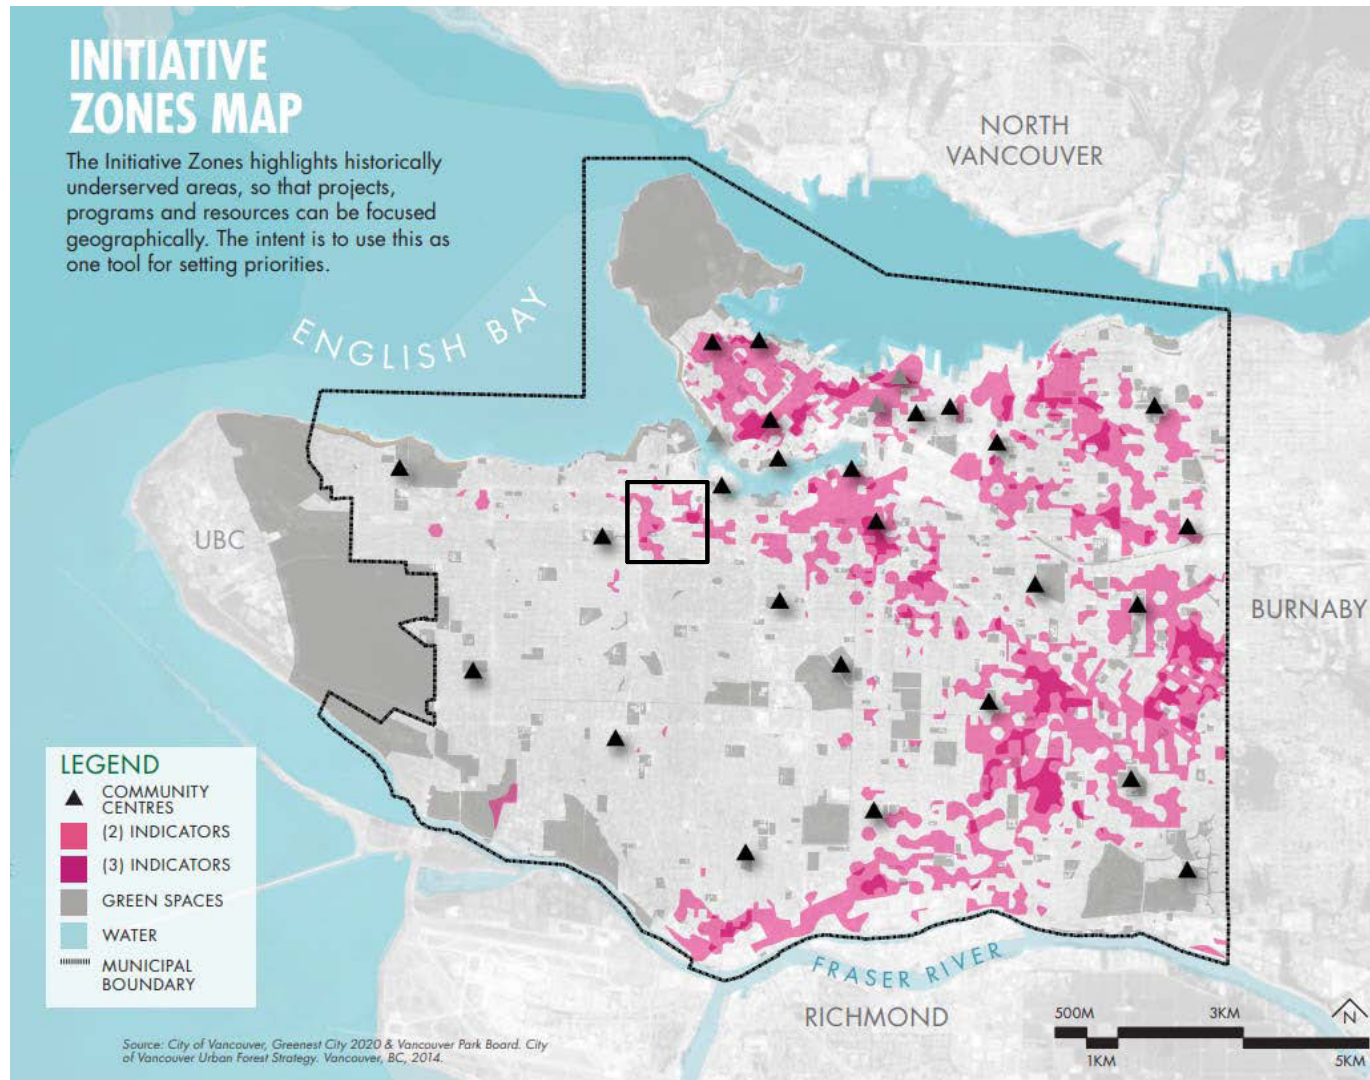 INITIATIVE
ZONES MAP
The Initiative Zones highlights historically
underserved areas, so that projects,
programs and resources can be focused
geographically. The intent is to use this as
one tool for setting priorities.
NORTH
VANCOUVER
ENGLISH BAY
UBC
BURNABY
LEGEND
COMMUNITY
CENTRES
(2) INDICATORS
(3) INDICATORS
GREEN SPACES
WATER
MUNICIPAL
BOUNDARY
FRASER RIVER
RICHMOND
500M 3KM N
1KM 5KM
Source: City of Vancouver, Greenest City 2020 & Vancouver Park Board. City
of Vancouver Urban Forest Strategy. Vancouver, BC, 2014.